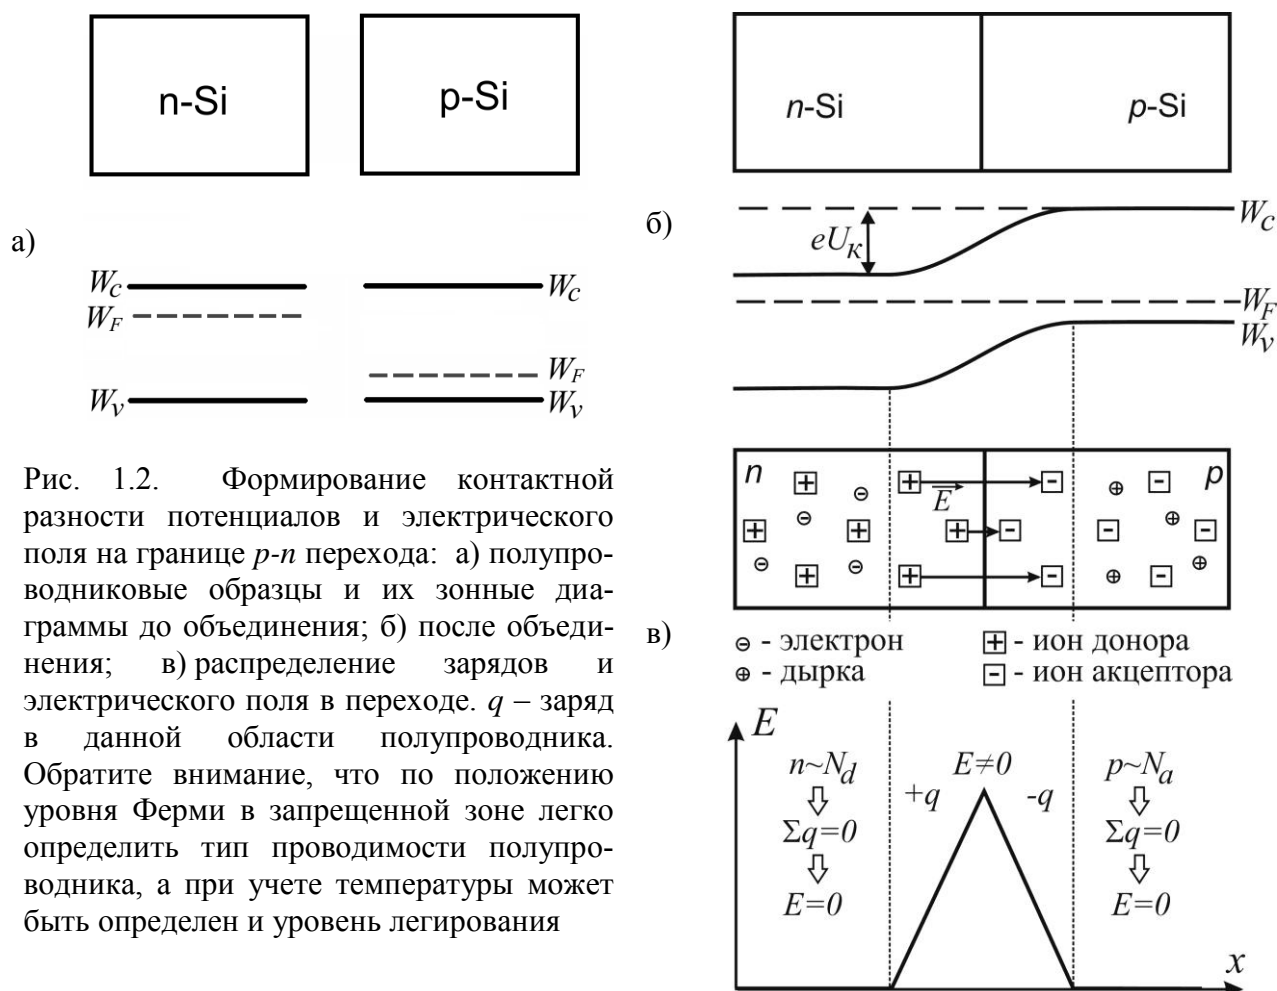 n-Si
p-Si
а)
W_c
W_c
W_F
W_F
W_v
W_v
Рис. 1.2. Формирование контактной
разности потенциалов и электрического
поля на границе p-n перехода: а) полупро-
водниковые образцы и их зонные диа-
граммы до объединения; б) после объеди-
нения; в) распределение зарядов и
электрического поля в переходе. q – заряд
в данной области полупроводника.
Обратите внимание, что по положению
уровня Ферми в запрещенной зоне легко
определить тип проводимости полупро-
водника, а при учете температуры может
быть определен и уровень легирования
n-Si
p-Si
б)
W_c
eU_к
W_F
W_v
n
p
+
-
+
-
E
+
+
+
-
-
-
+
+
-
-
в)
⊖ - электрон
+ - ион донора
⊕ - дырка
- - ион акцептора
E
n~N_d
E≠0
p~N_a
+q
-q
Σq=0
Σq=0
E=0
E=0
x